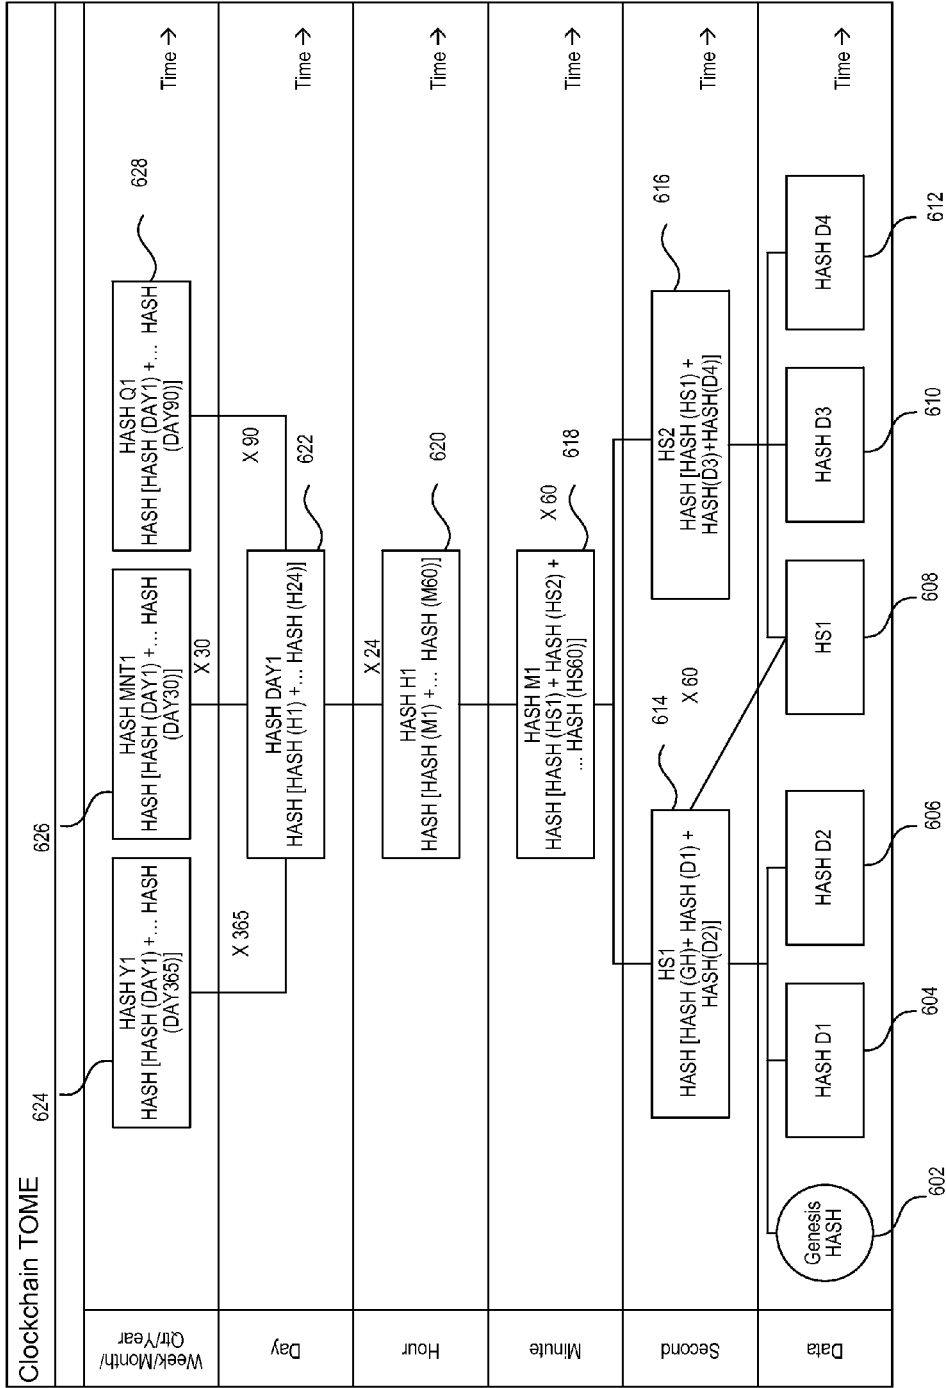 Clockchain TOME
Week/Month/
Qtr/Year
624
HASH Y1
HASH [HASH (DAY1) +... HASH
(DAY365)]
626
HASH MNT1
HASH [HASH (DAY1) +... HASH
(DAY30)]
HASH Q1
HASH [HASH (DAY1) +... HASH
(DAY90)]
628
Time →
Day
X 365
X 30
X 90
HASH DAY1
HASH [HASH (H1) +... HASH (H24)]
622
Time →
Hour
X 24
HASH H1
HASH [HASH (M1) +... HASH (M60)]
620
Time →
Minute
HASH M1
HASH [HASH (HS1) + HASH (HS2) +
... HASH (HS60)]
X 60
618
Time →
Second
HS1
HASH [HASH (GH)+ HASH (D1) +
HASH(D2)]
614
X 60
HS2
HASH [HASH (HS1) +
HASH(D3)+HASH(D4)]
616
Time →
Data
Genesis
HASH
HASH D1
HASH D2
HS1
HASH D3
HASH D4
Time →
602
604
606
608
610
612